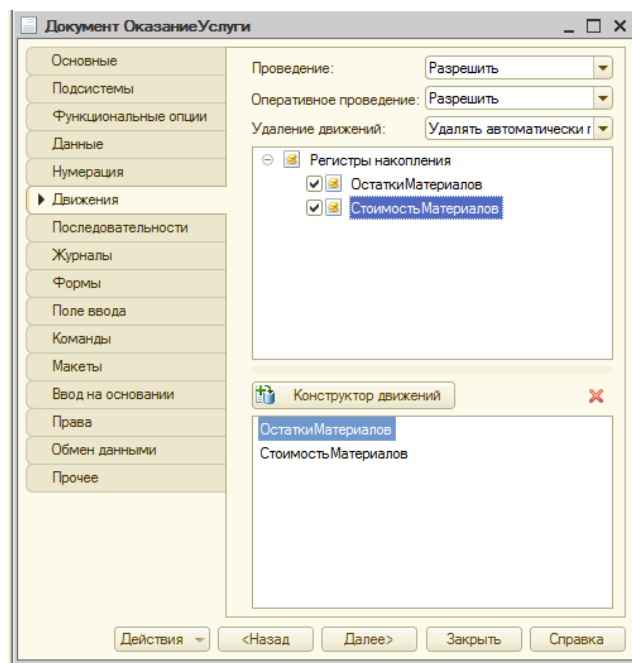 Документ ОказаниеУслуги
Основные
Подсистемы
Функциональные опции
Данные
Нумерация
Движения
Последовательности
Журналы
Формы
Поле ввода
Команды
Макеты
Ввод на основании
Права
Обмен данными
Прочее
Проведение: Разрешить
Оперативное проведение: Разрешить
Удаление движений: Удалять автоматически г
Регистры накопления
ОстаткиМатериалов
СтоимостьМатериалов
Конструктор движений
ОстаткиМатериалов
СтоимостьМатериалов
Действия <Назад Далее> Закрыть Справка